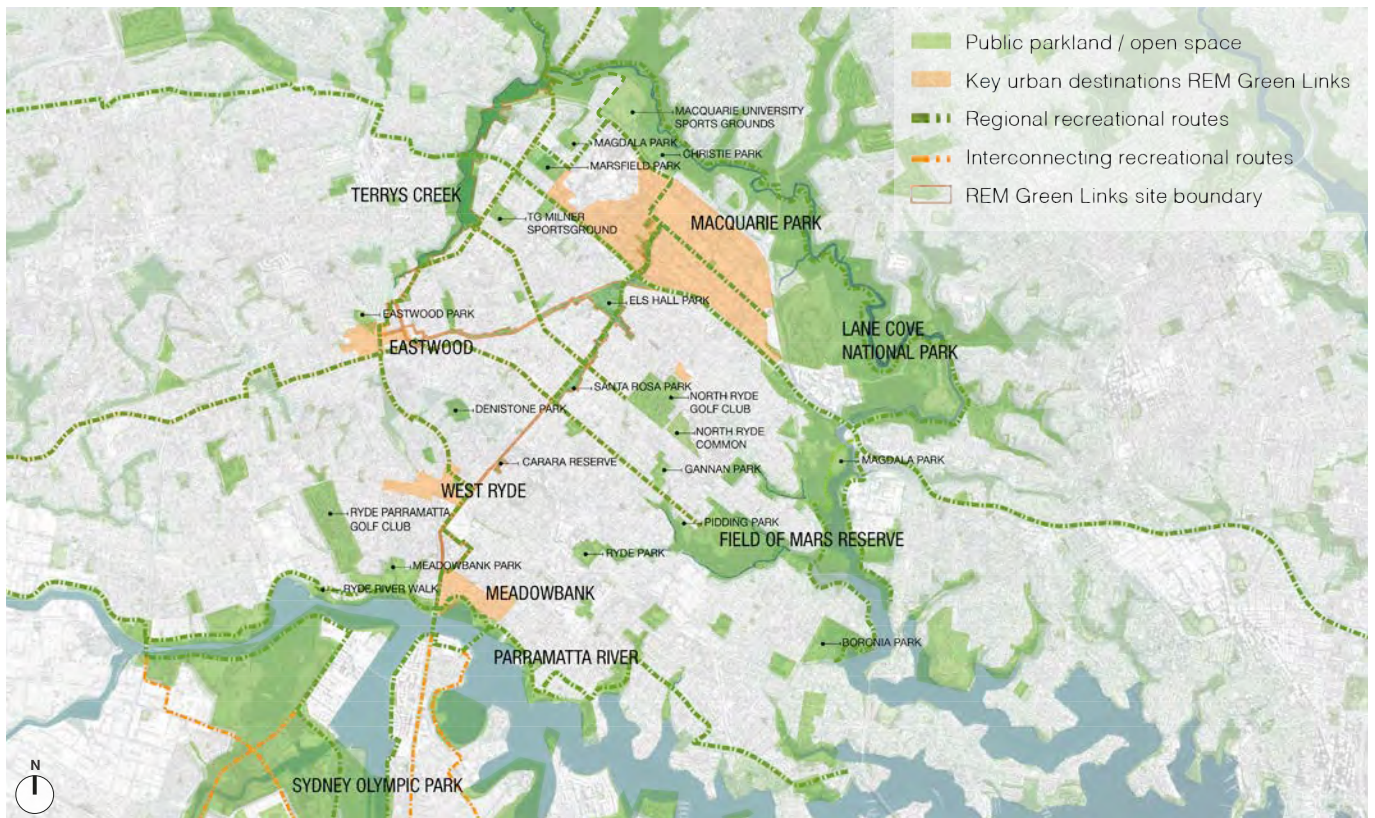 Public parkland / open space
Key urban destinations REM Green Links
Regional recreational routes
Interconnecting recreational routes
REM Green Links site boundary
MACQUARIE UNIVERSITY
SPORTS GROUNDS
MAGDALA PARK
CHRISTIE PARK
MARSFIELD PARK
TERRYS CREEK
TG MILNER
SPORTSGROUND
MACQUARIE PARK
ELS HALL PARK
EASTWOOD PARK
EASTWOOD
LANE COVE
NATIONAL PARK
SANTA ROSA PARK
NORTH RYDE
GOLF CLUB
DENISTONE PARK
NORTH RYDE
COMMON
CARARA RESERVE
GANNAN PARK
MAGDALA PARK
WEST RYDE
RYDE PARRAMATTA
GOLF CLUB
PIDDING PARK
FIELD OF MARS RESERVE
RYDE PARK
MEADOWBANK PARK
RYDE RIVER WALK
MEADOWBANK
BORONIA PARK
PARRAMATTA RIVER
N
SYDNEY OLYMPIC PARK